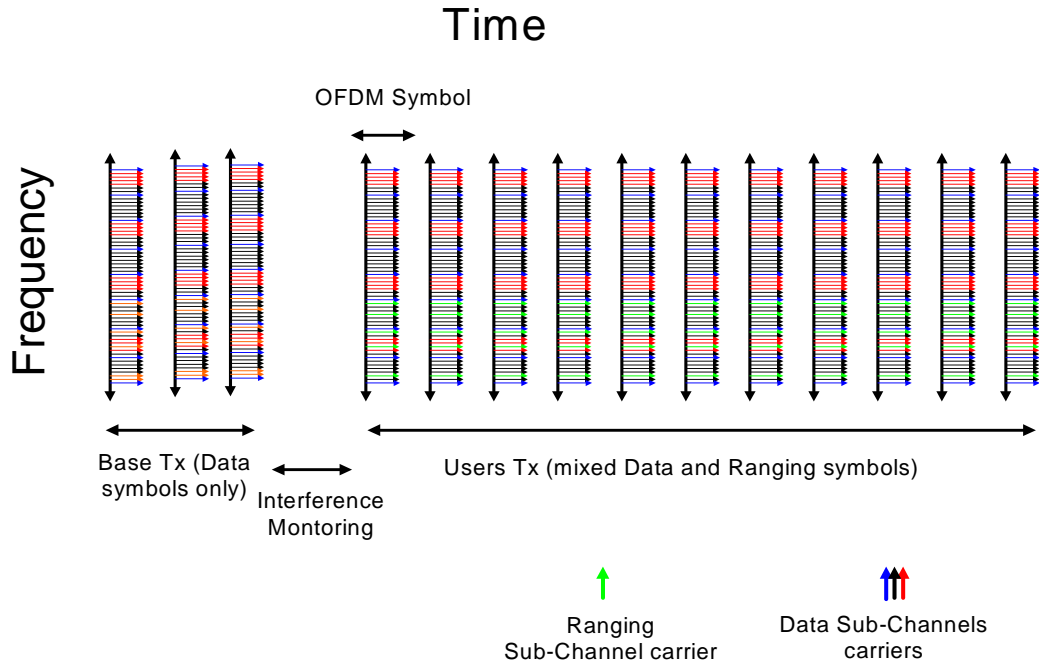 Time
OFDM Symbol
Frequency
Base Tx (Data
symbols only)
Interference
Montoring
Users Tx (mixed Data and Ranging symbols)
Ranging
Sub-Channel carrier
Data Sub-Channels
carriers